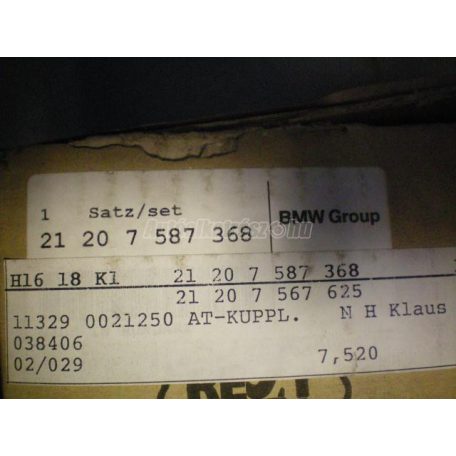 1 Satz/set
21 20 7 587 368
BMW Group
H16 18 Kl 21 20 7 587 368
21 20 7 567 625
11329 0021250 AT-KUPPL. N H Klaus
038406
02/029 7,520